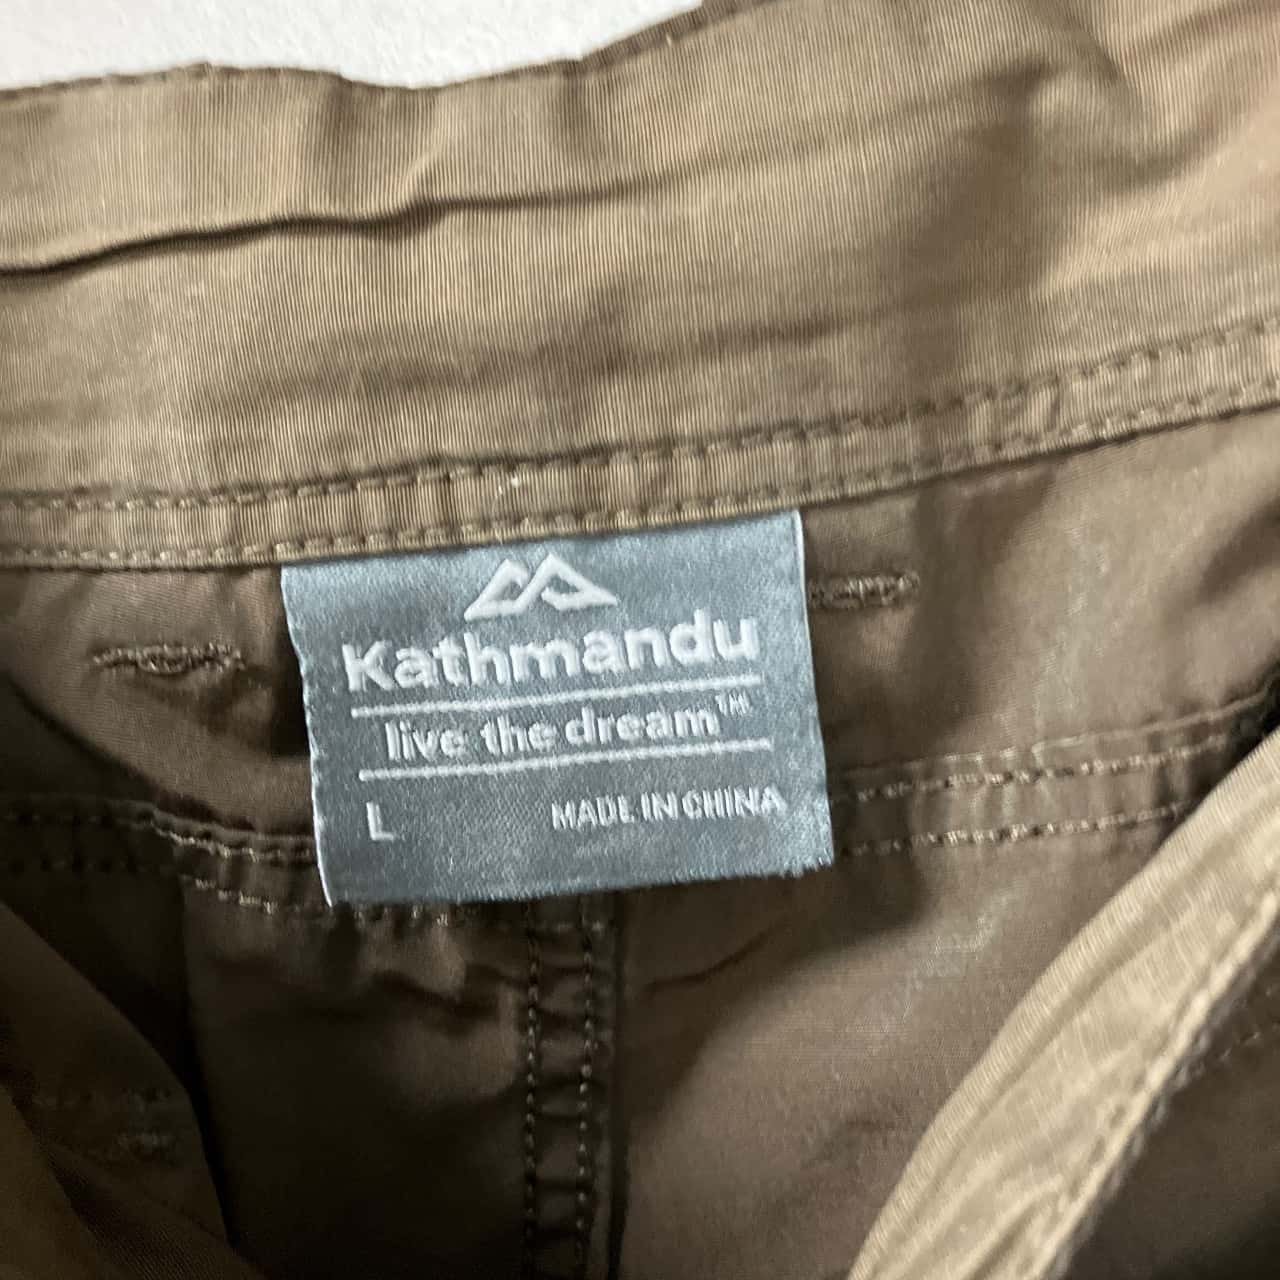 Kathmandu
live the dream™
L MADE IN CHINA